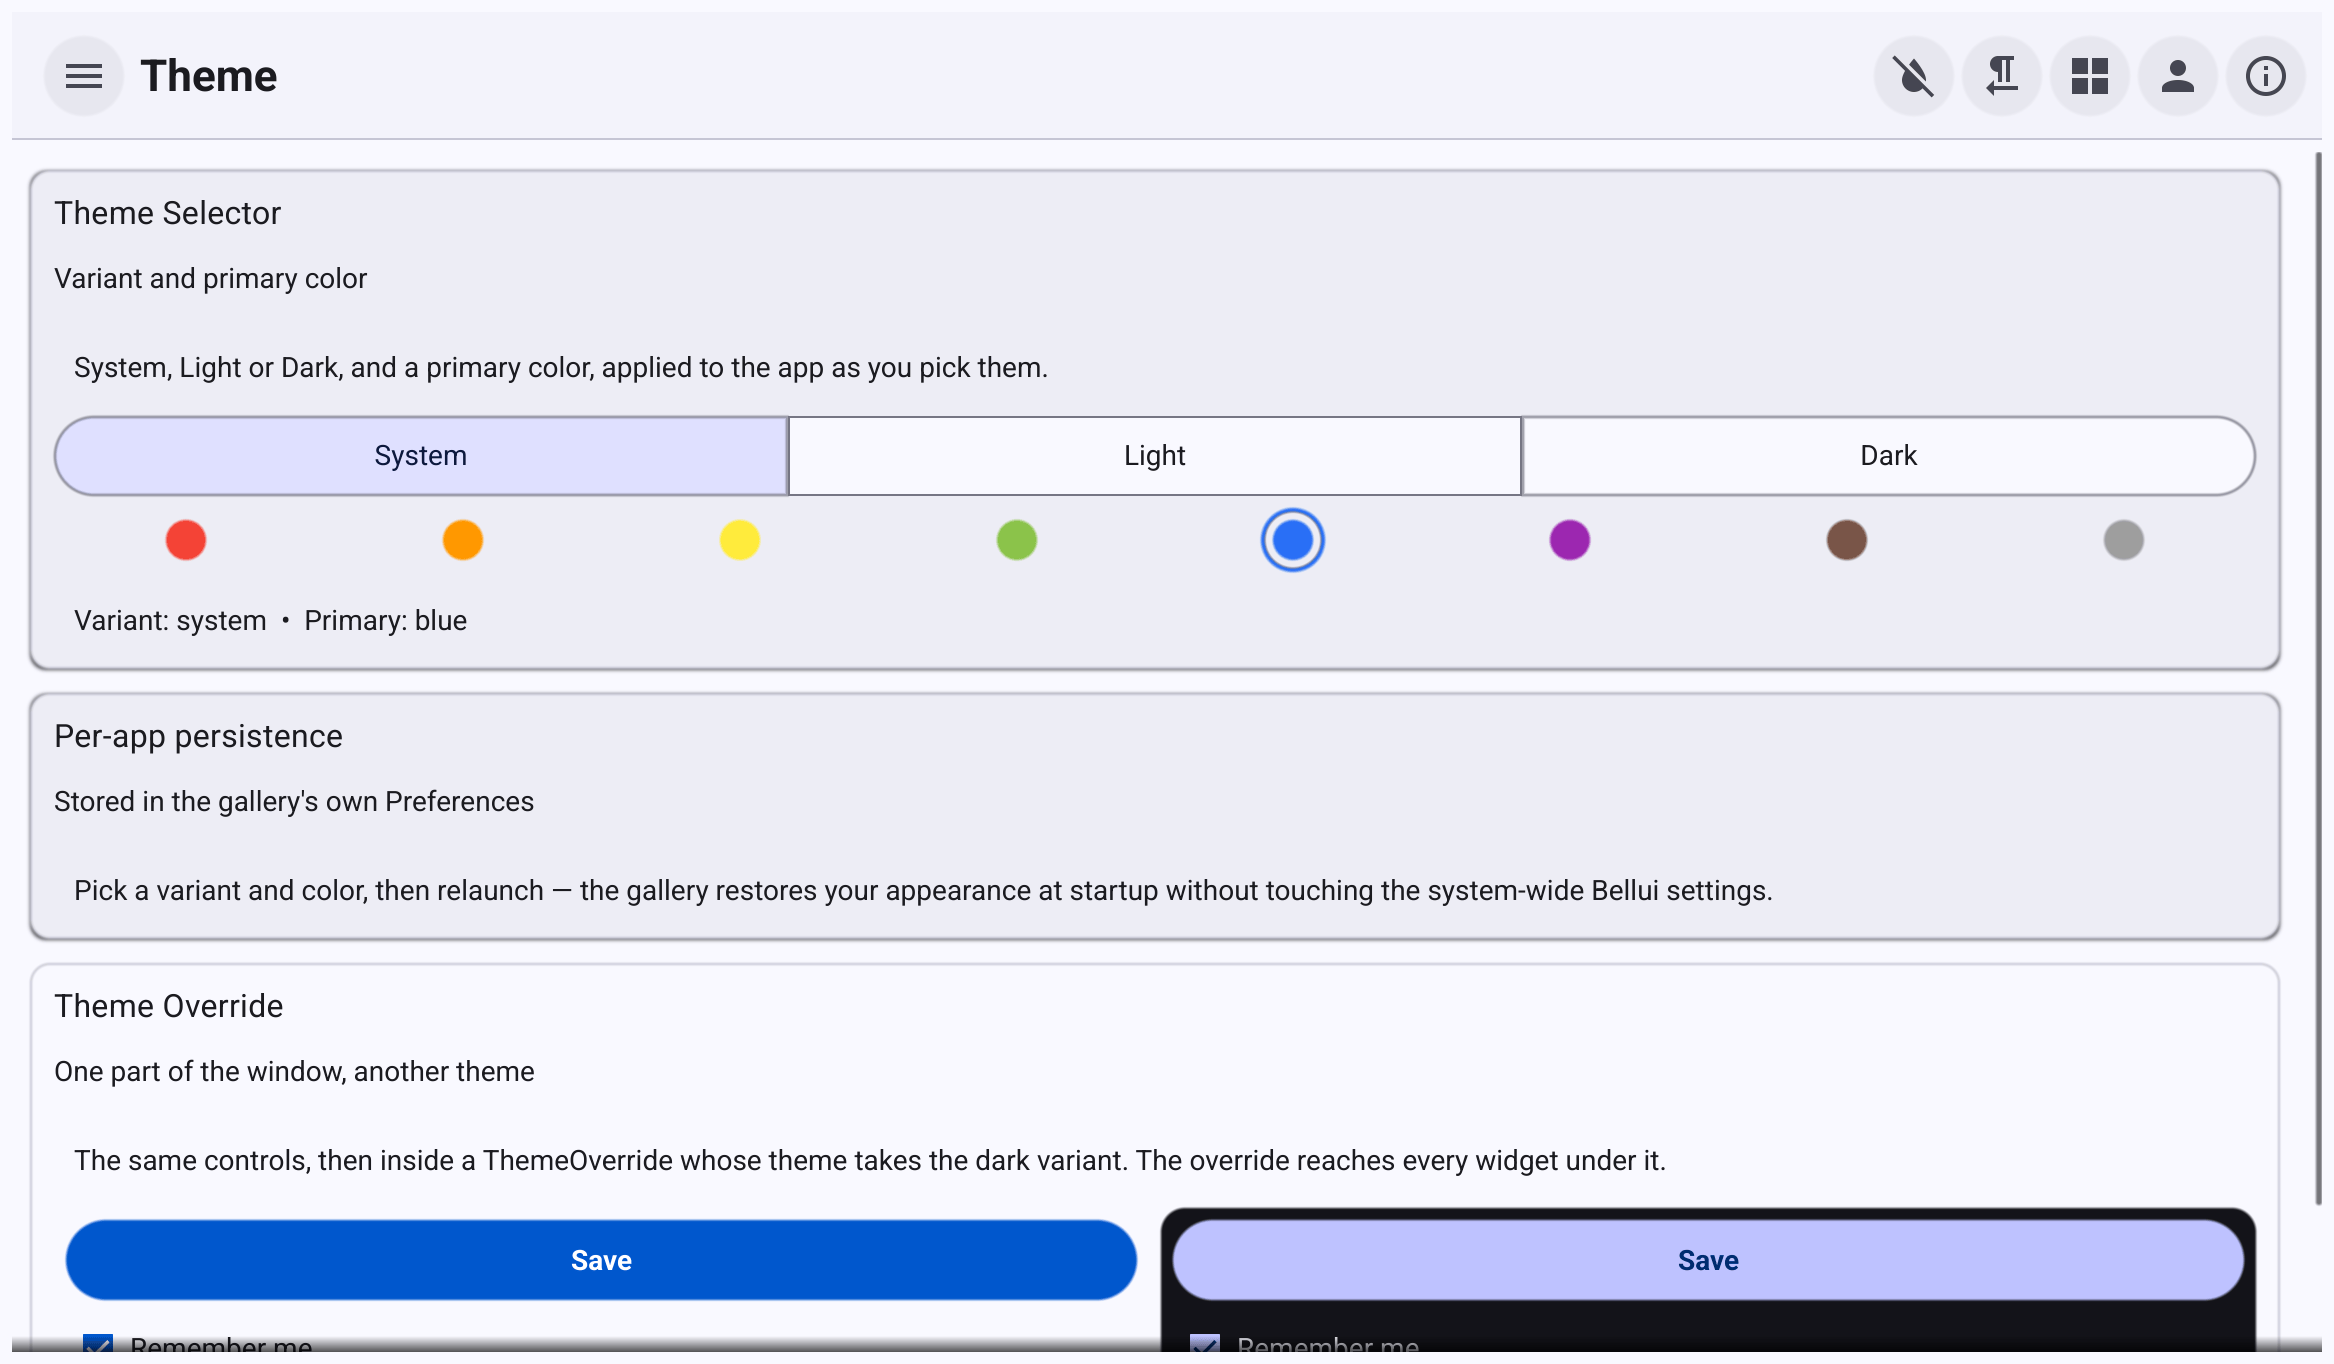 Theme
Theme Selector
Variant and primary color
System, Light or Dark, and a primary color, applied to the app as you pick them.
System
Light
Dark
Variant: system • Primary: blue
Per-app persistence
Stored in the gallery's own Preferences
Pick a variant and color, then relaunch — the gallery restores your appearance at startup without touching the system-wide Bellui settings.
Theme Override
One part of the window, another theme
The same controls, then inside a ThemeOverride whose theme takes the dark variant. The override reaches every widget under it.
Save
Save
Remember me
Remember me